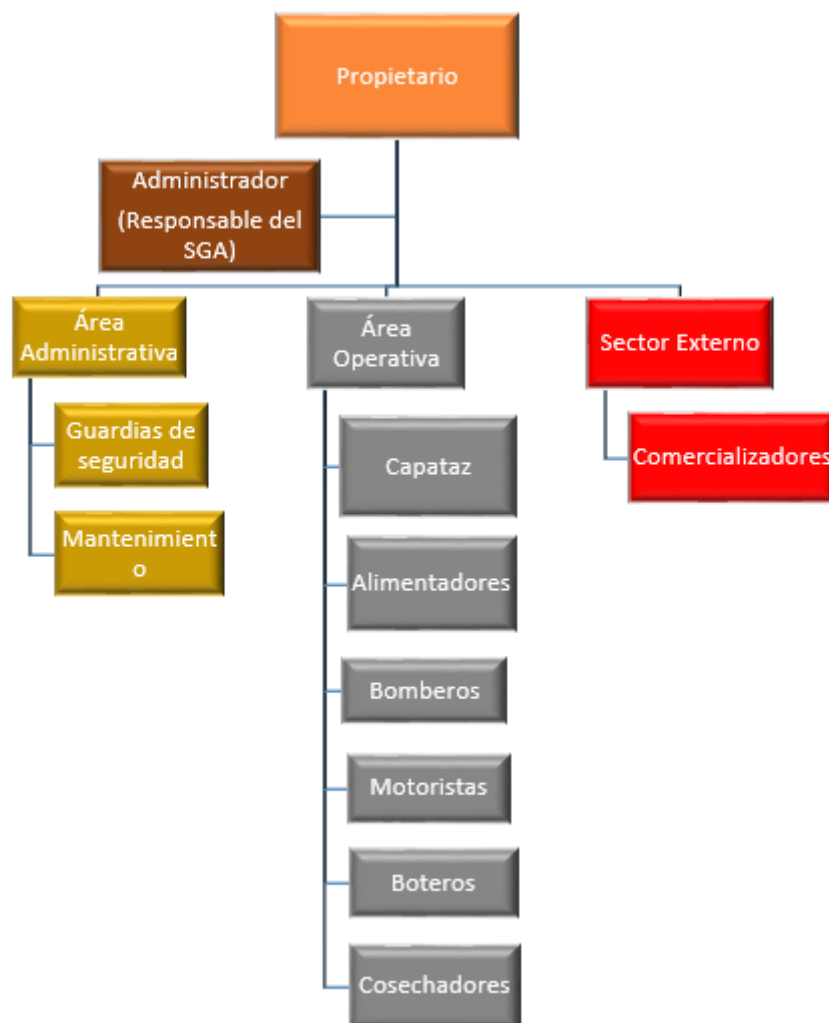 Propietario
Administrador
(Responsable del
SGA)
Área
Administrativa
Guardias de
seguridad
Mantenimient
o
Área
Operativa
Capataz
Alimentadores
Bomberos
Motoristas
Boteros
Cosechadores
Sector Externo
Comercializadores